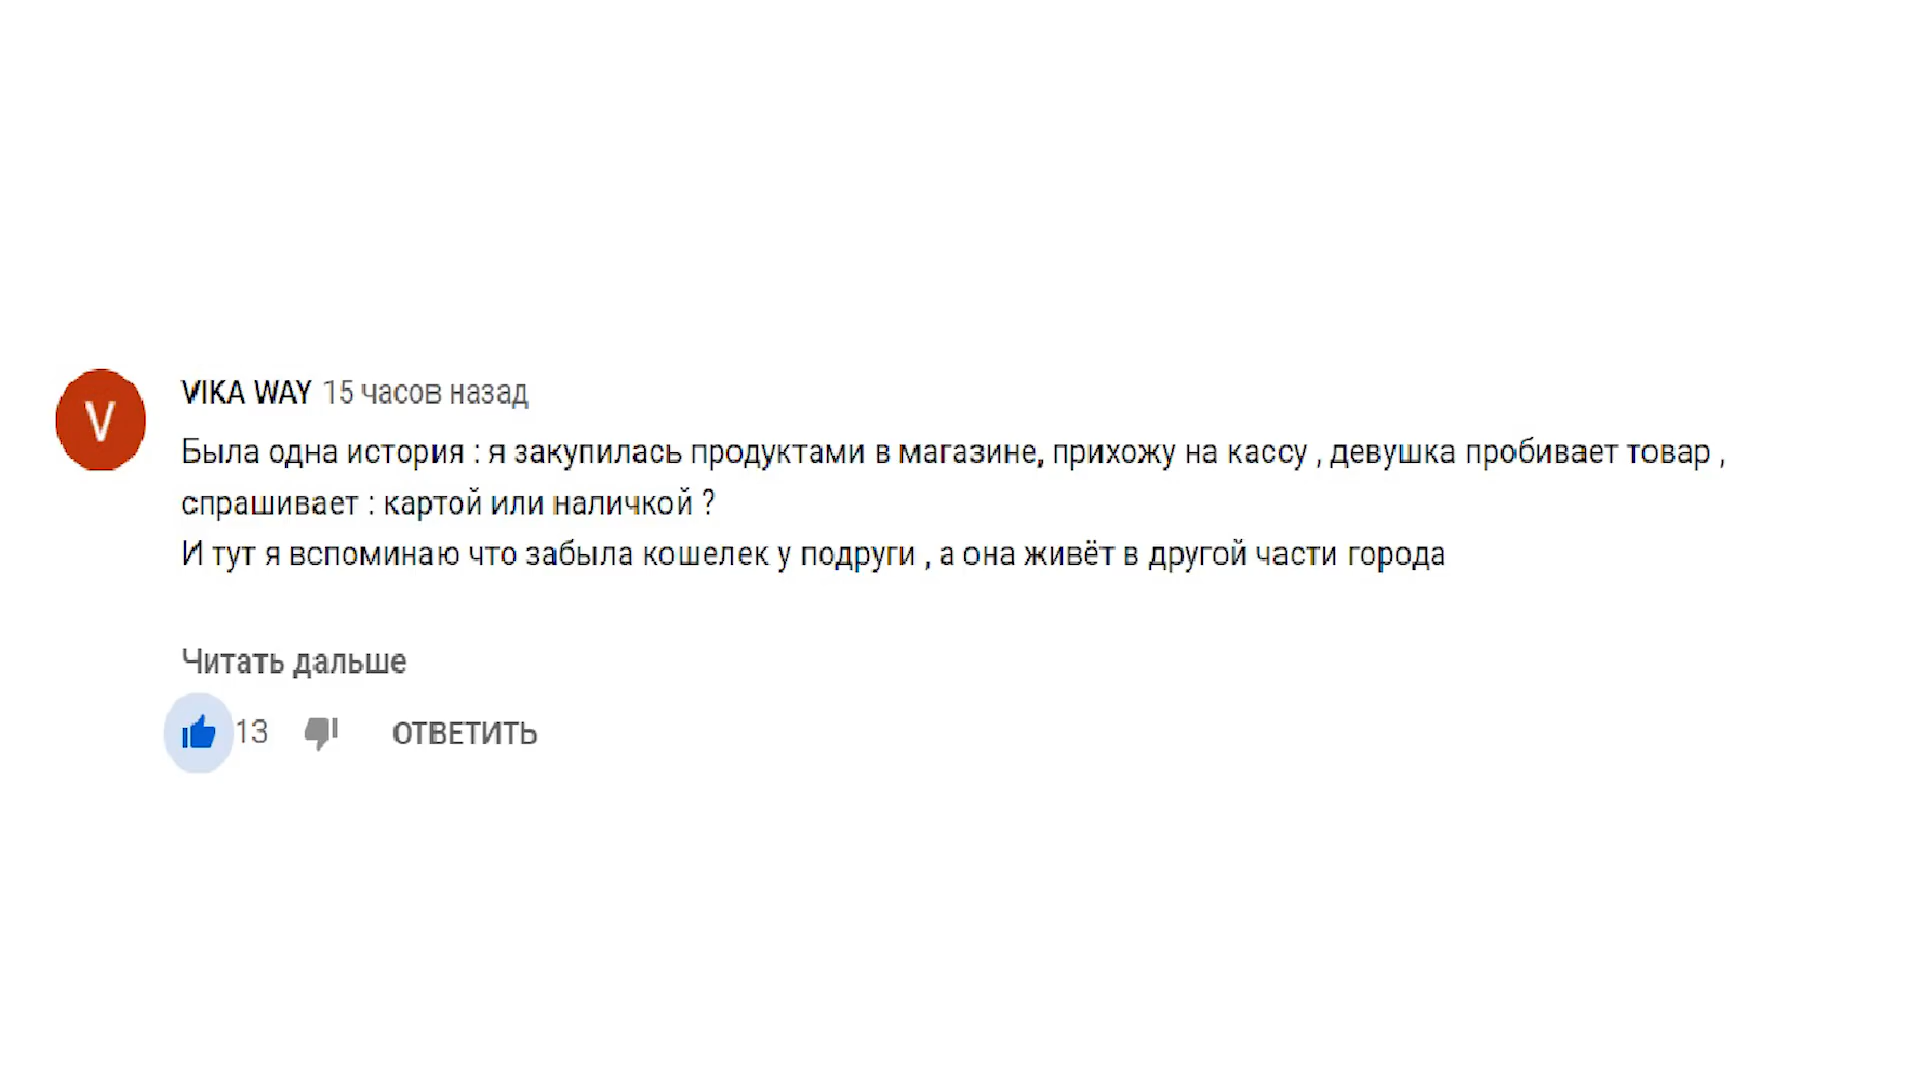 V
VIKA WAY 15 часов назад
Была одна история : я закупилась продуктами в магазине, прихожу на кассу , девушка пробивает товар ,
спрашивает : картой или наличкой ?
И тут я вспоминаю что забыла кошелек у подруги , а она живёт в другой части города
Читать дальше
13 ОТВЕТИТЬ